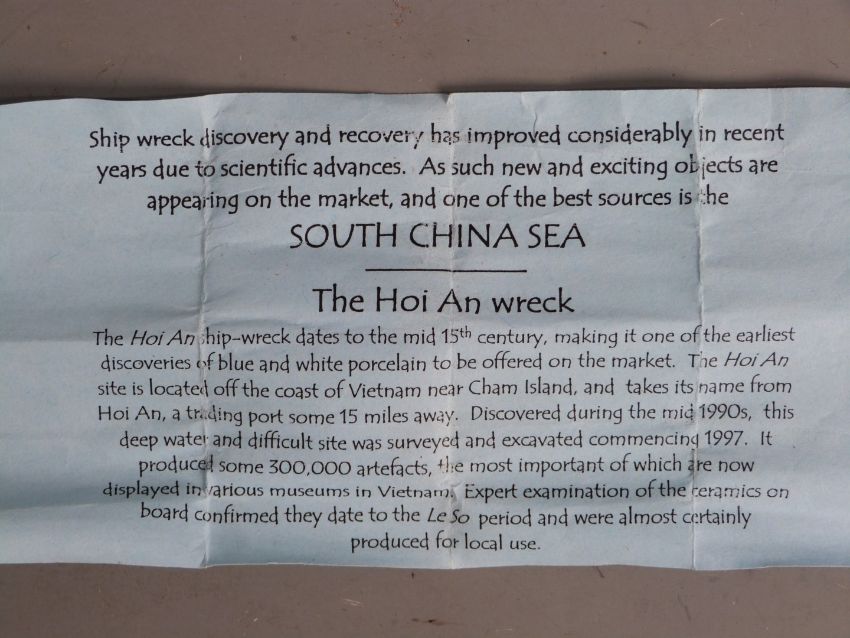 Ship wreck discovery and recovery has improved considerably in recent
years due to scientific advances. As such new and exciting objects are
appearing on the market, and one of the best sources is the
SOUTH CHINA SEA
The Hoi An wreck
The Hoi An ship-wreck dates to the mid 15th century, making it one of the earliest
discoveries of blue and white porcelain to be offered on the market. The Hoi An
site is located off the coast of Vietnam near Cham Island, and takes its name from
Hoi An, a trading port some 15 miles away. Discovered during the mid 1990s, this
deep water and difficult site was surveyed and excavated commencing 1997. It
produced some 300,000 artefacts, the most important of which are now
displayed in various museums in Vietnam. Expert examination of the ceramics on
board confirmed they date to the Le So period and were almost certainly
produced for local use.